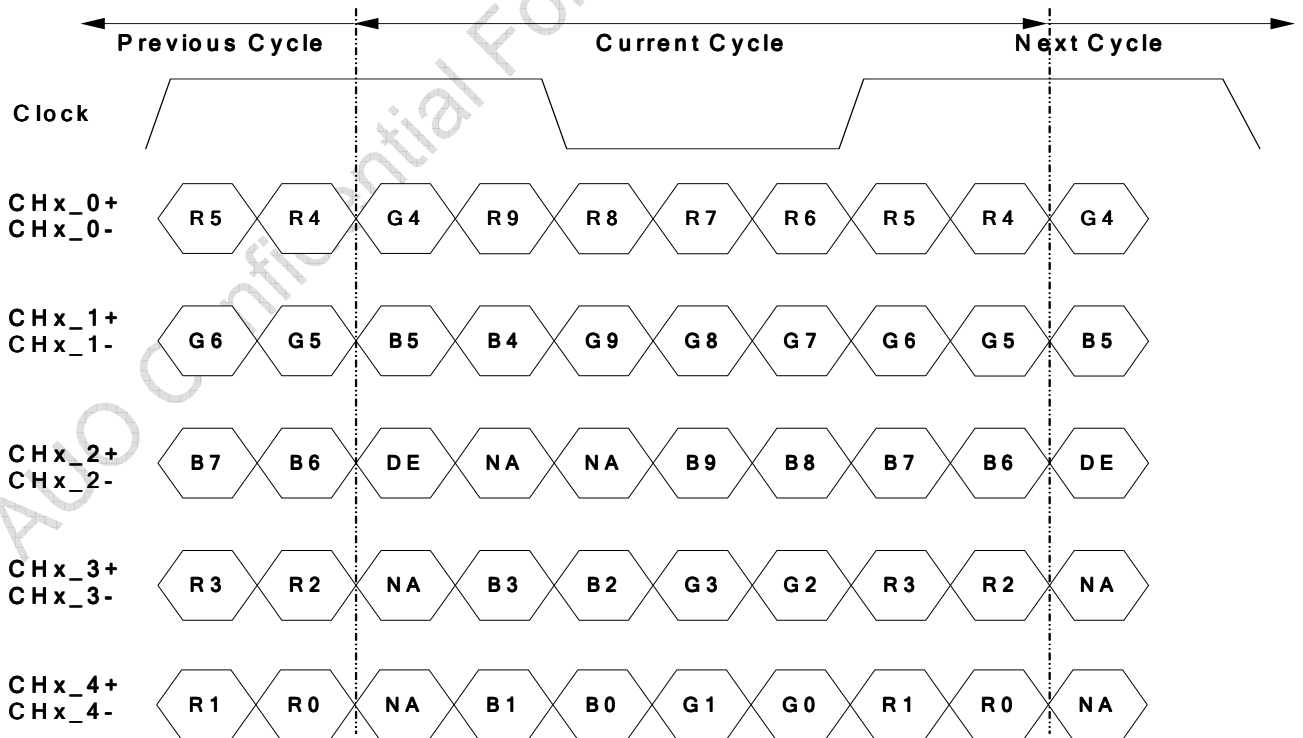 Previous Cycle Current Cycle Next Cycle
Clock
CHx_0+
CHx_0-
R5 R4 G4 R9 R8 R7 R6 R5 R4 G4
CHx_1+
CHx_1-
G6 G5 B5 B4 G9 G8 G7 G6 G5 B5
CHx_2+
CHx_2-
B7 B6 DE NA NA B9 B8 B7 B6 DE
CHx_3+
CHx_3-
R3 R2 NA B3 B2 G3 G2 R3 R2 NA
CHx_4+
CHx_4-
R1 R0 NA B1 B0 G1 G0 R1 R0 NA
AUO Confidential For